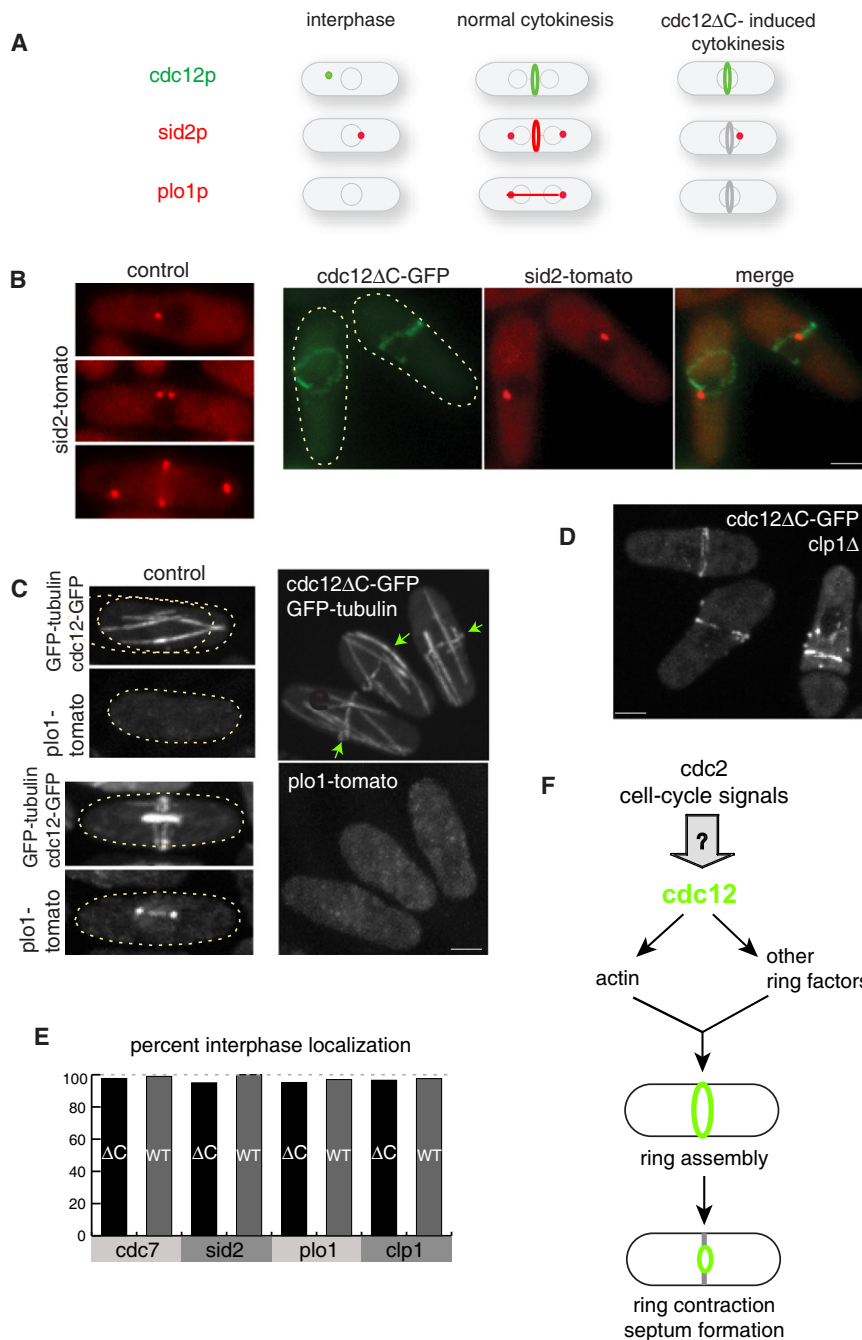 A
interphase
normal cytokinesis
cdc12ΔC- induced
cytokinesis
cdc12p
sid2p
plo1p
B
control
sid2-tomato
cdc12ΔC-GFP
sid2-tomato
merge
C
control
GFP-tubulin
cdc12-GFP
plo1-
tomato
GFP-tubulin
cdc12-GFP
plo1-
tomato
cdc12ΔC-GFP
GFP-tubulin
plo1-tomato
D
cdc12ΔC-GFP
clp1Δ
E
percent interphase localization
100
80
60
40
20
0
ΔC
WT
ΔC
WT
ΔC
WT
ΔC
WT
cdc7
sid2
plo1
clp1
F
cdc2
cell-cycle signals
?
cdc12
actin
other
ring factors
ring assembly
ring contraction
septum formation